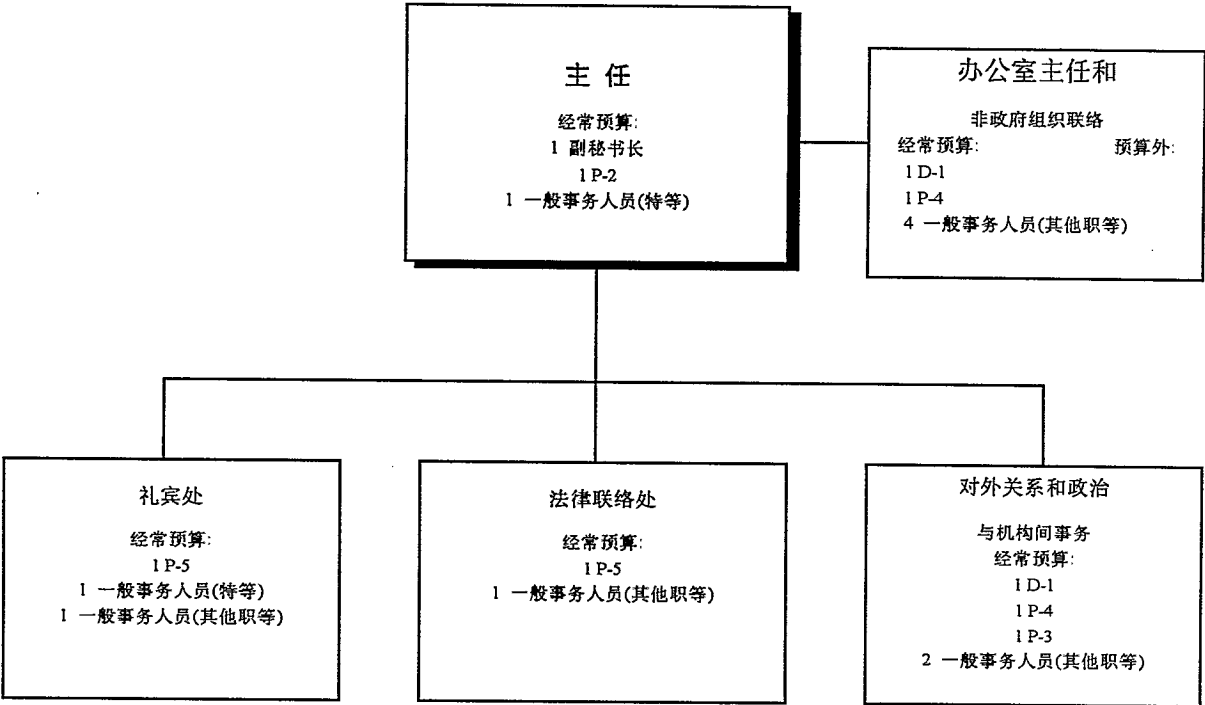 主 任
经常预算:
1 副秘书长
1 P-2
1 一般事务人员(特等)
办公室主任和
非政府组织联络
经常预算: 预算外:
1 D-1
1 P-4
4 一般事务人员(其他职等)
礼宾处
经常预算:
1 P-5
1 一般事务人员(特等)
1 一般事务人员(其他职等)
法律联络处
经常预算:
1 P-5
1 一般事务人员(其他职等)
对外关系和政治
与机构间事务
经常预算:
1 D-1
1 P-4
1 P-3
2 一般事务人员(其他职等)